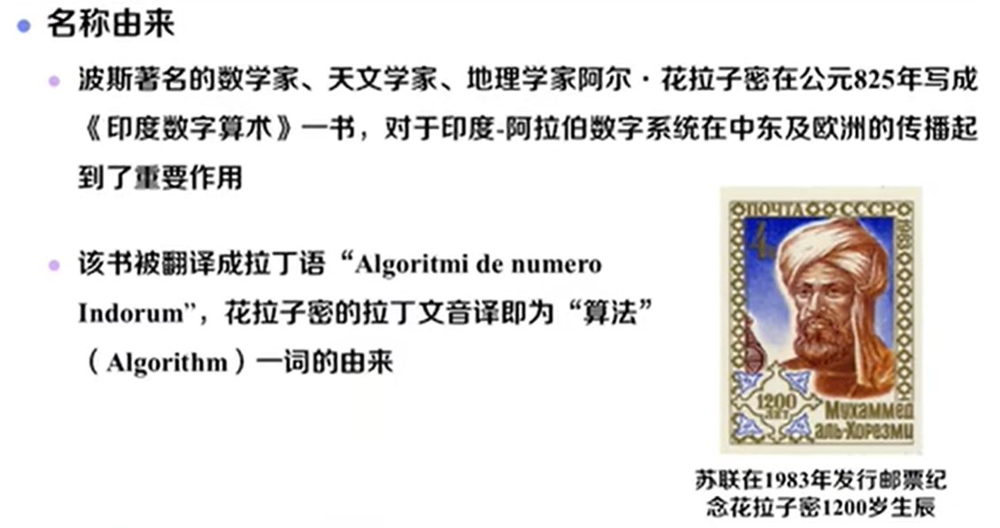 名称由来
波斯著名的数学家、天文学家、地理学家阿尔·花拉子密在公元825年写成
《印度数字算术》一书，对于印度-阿拉伯数字系统在中东及欧洲的传播起
到了重要作用
该书被翻译成拉丁语“Algoritmi de numero
Indorum”，花拉子密的拉丁文音译即为“算法”
（Algorithm）一词的由来
ПОЧТА СССР
1983
4к
1200
ЛЕТ
Мухаммед
аль-Хорезми
苏联在1983年发行邮票纪
念花拉子密1200岁生辰